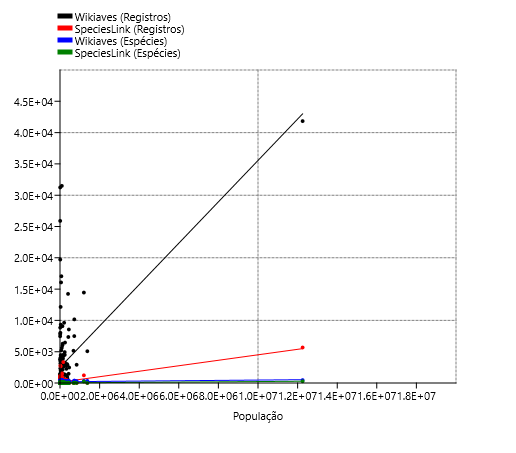 Wikiaves (Registros)
SpeciesLink (Registros)
Wikiaves (Espécies)
SpeciesLink (Espécies)
4.5E+04
4.0E+04
3.5E+04
3.0E+04
2.5E+04
2.0E+04
1.5E+04
1.0E+04
5.0E+03
0.0E+00
0.0E+002.0E+064.0E+066.0E+068.0E+061.0E+071.2E+071.4E+071.6E+071.8E+07
População